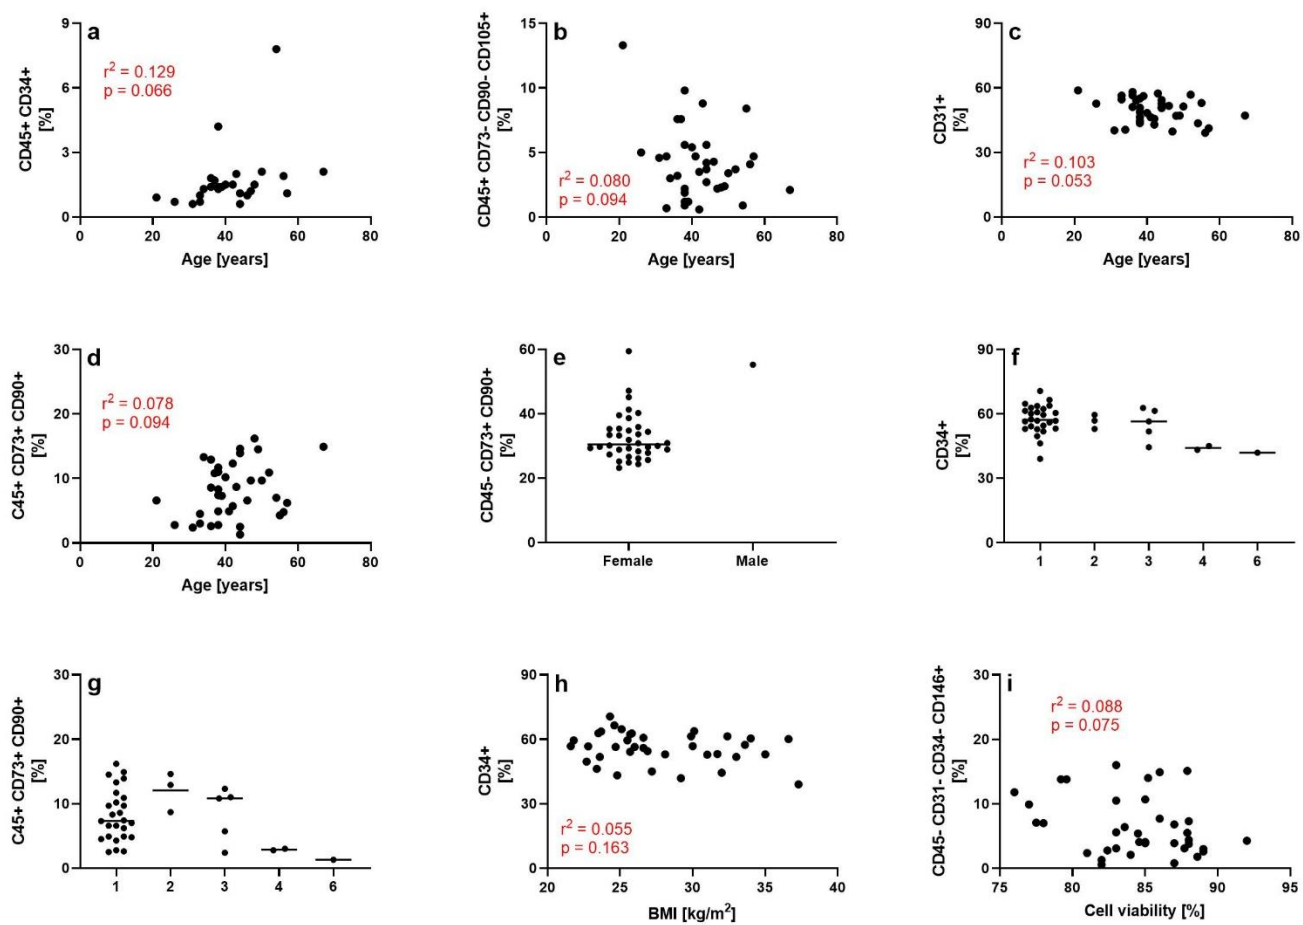 a
r² = 0.129
p = 0.066
CD45+ CD34+
[%]
9
6
3
0
0
20
40
60
80
Age [years]
b
r² = 0.080
p = 0.094
CD45+ CD73- CD90- CD105+
[%]
15
10
5
0
0
20
40
60
80
Age [years]
c
r² = 0.103
p = 0.053
CD31+
[%]
90
60
30
0
0
20
40
60
80
Age [years]
d
r² = 0.078
p = 0.094
C45+ CD73+ CD90+
[%]
30
20
10
0
0
20
40
60
80
Age [years]
e
CD45- CD73+ CD90+
[%]
60
40
20
0
Female
Male
f
CD34+
[%]
90
60
30
0
1
2
3
4
6
g
C45+ CD73+ CD90+
[%]
30
20
10
0
1
2
3
4
6
h
r² = 0.055
p = 0.163
CD34+
[%]
90
60
30
0
20
25
30
35
40
BMI [kg/m²]
i
r² = 0.088
p = 0.075
CD45- CD31- CD34- CD146+
[%]
30
20
10
0
75
80
85
90
95
Cell viability [%]